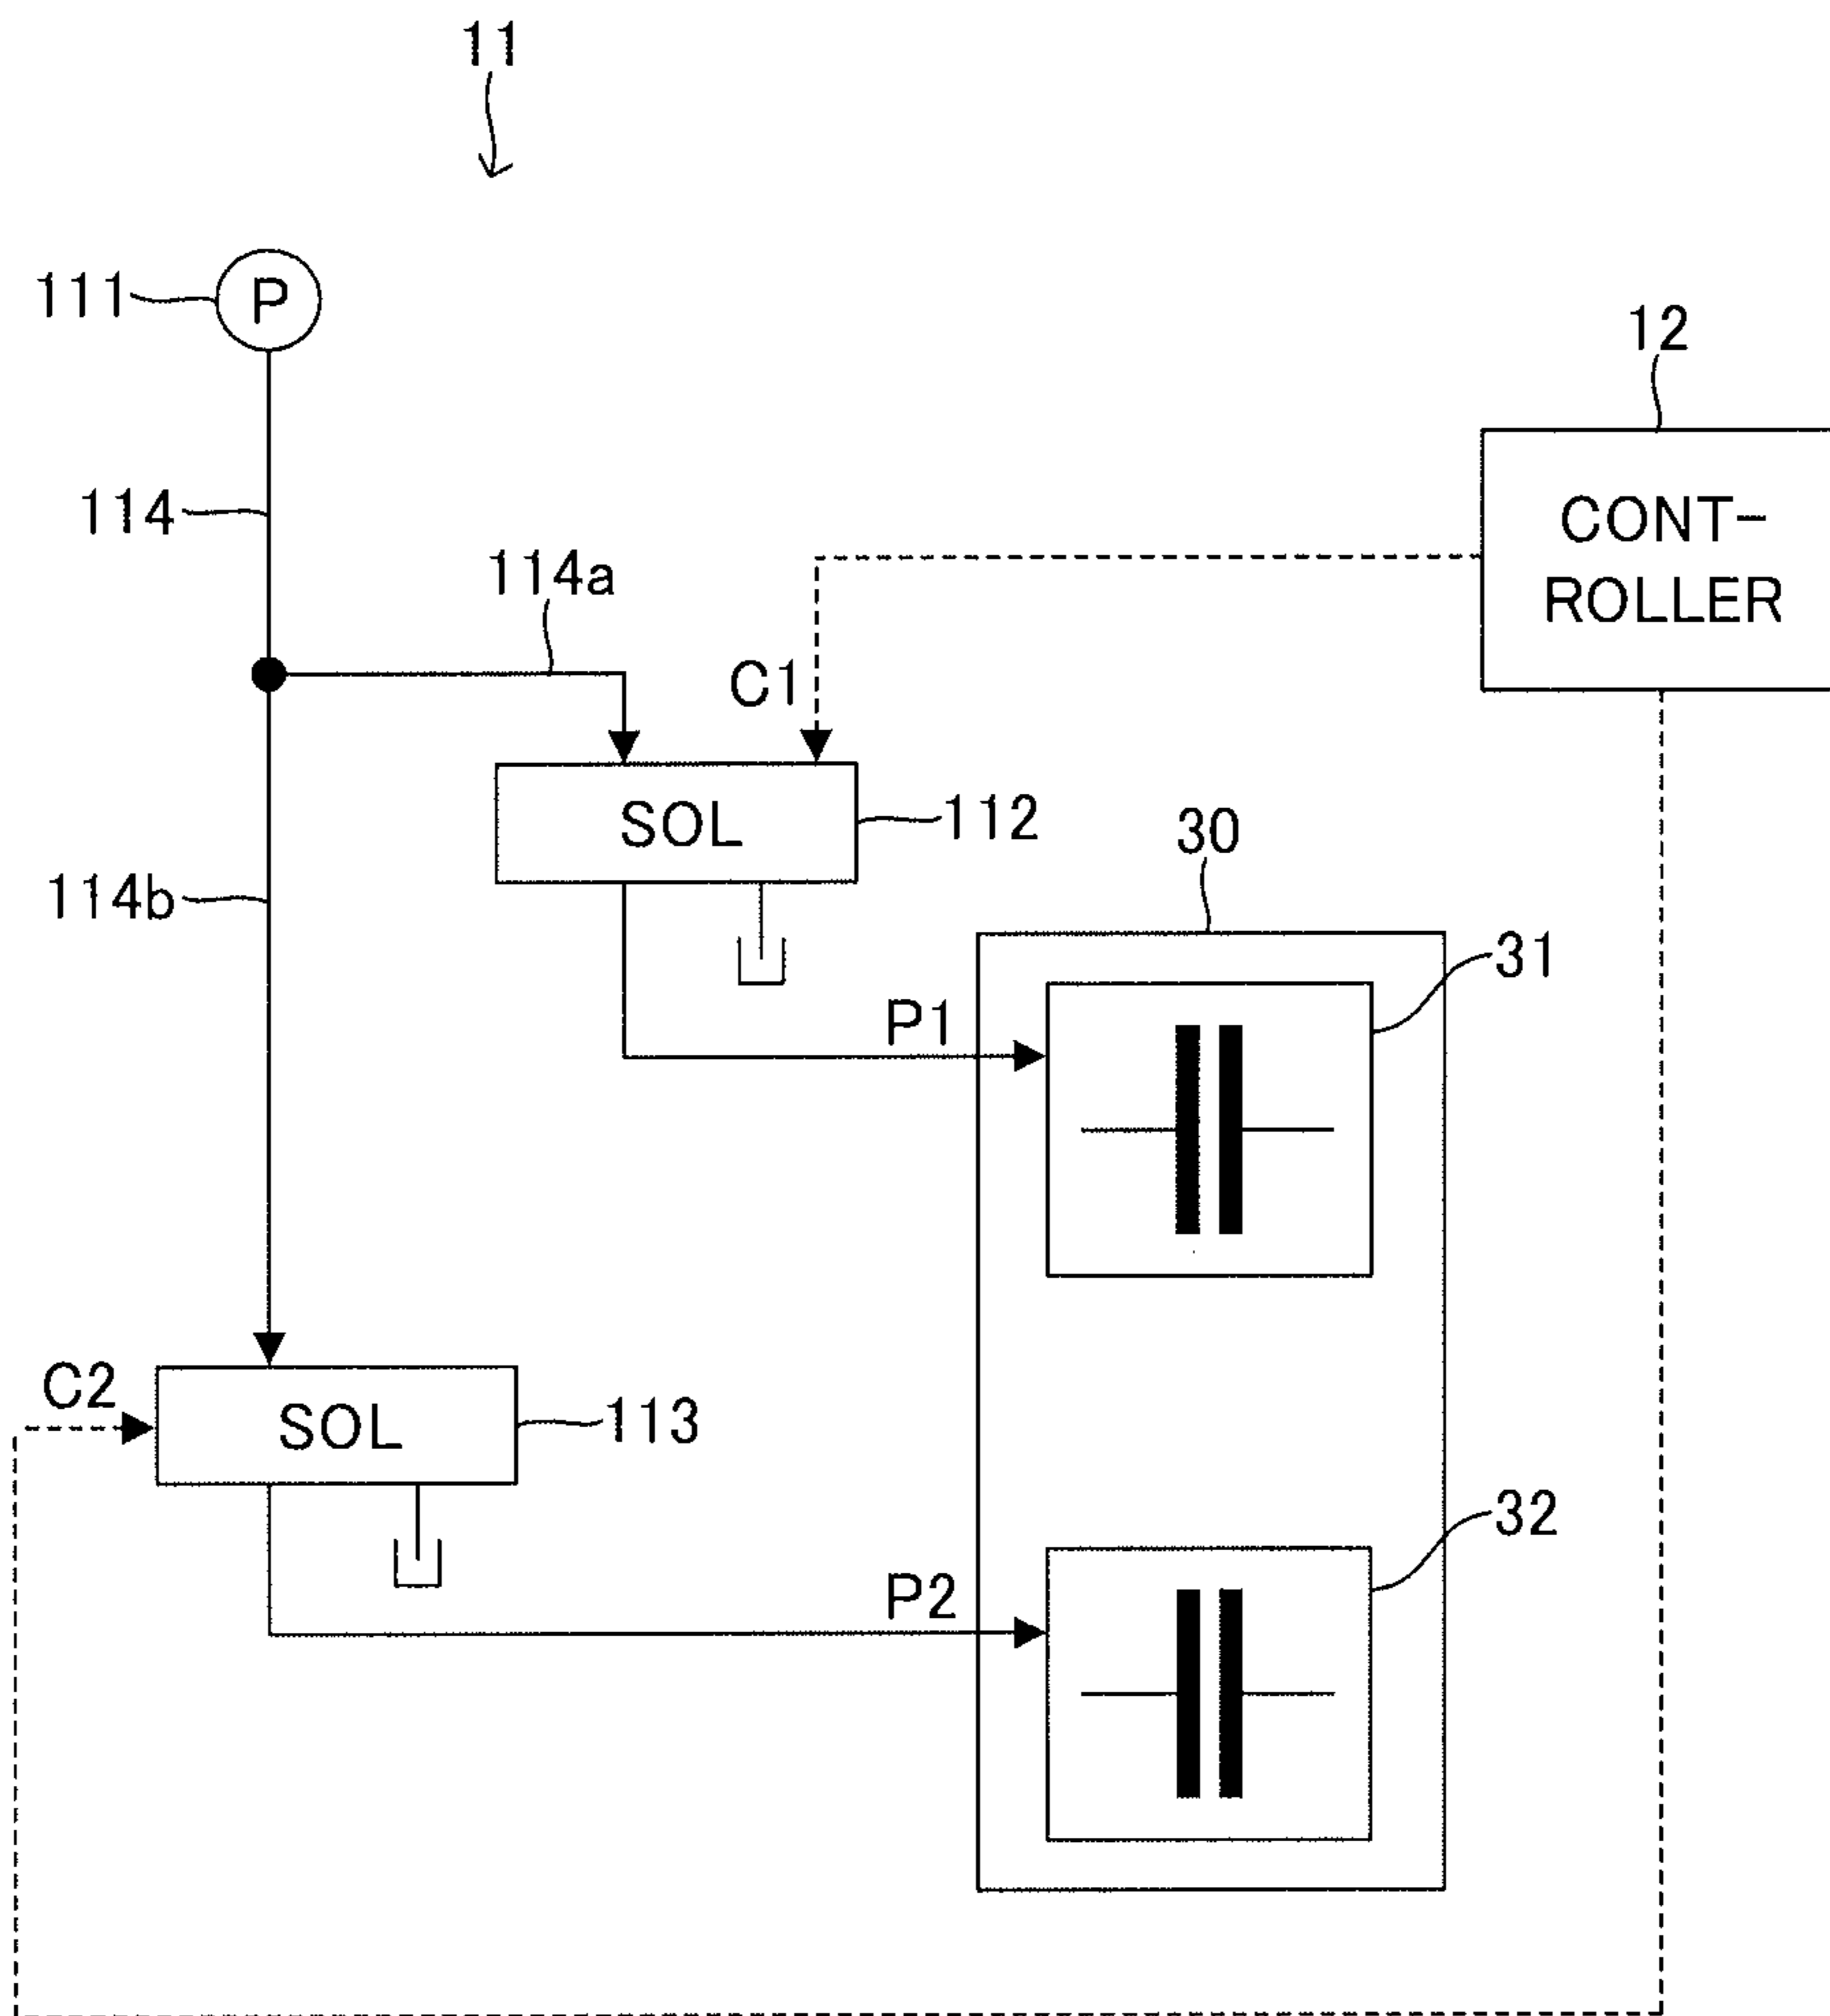 11
111
P
12
114
CONT-
ROLLER
114a
C1
SOL
112
30
114b
31
P1
C2
SOL
113
32
P2